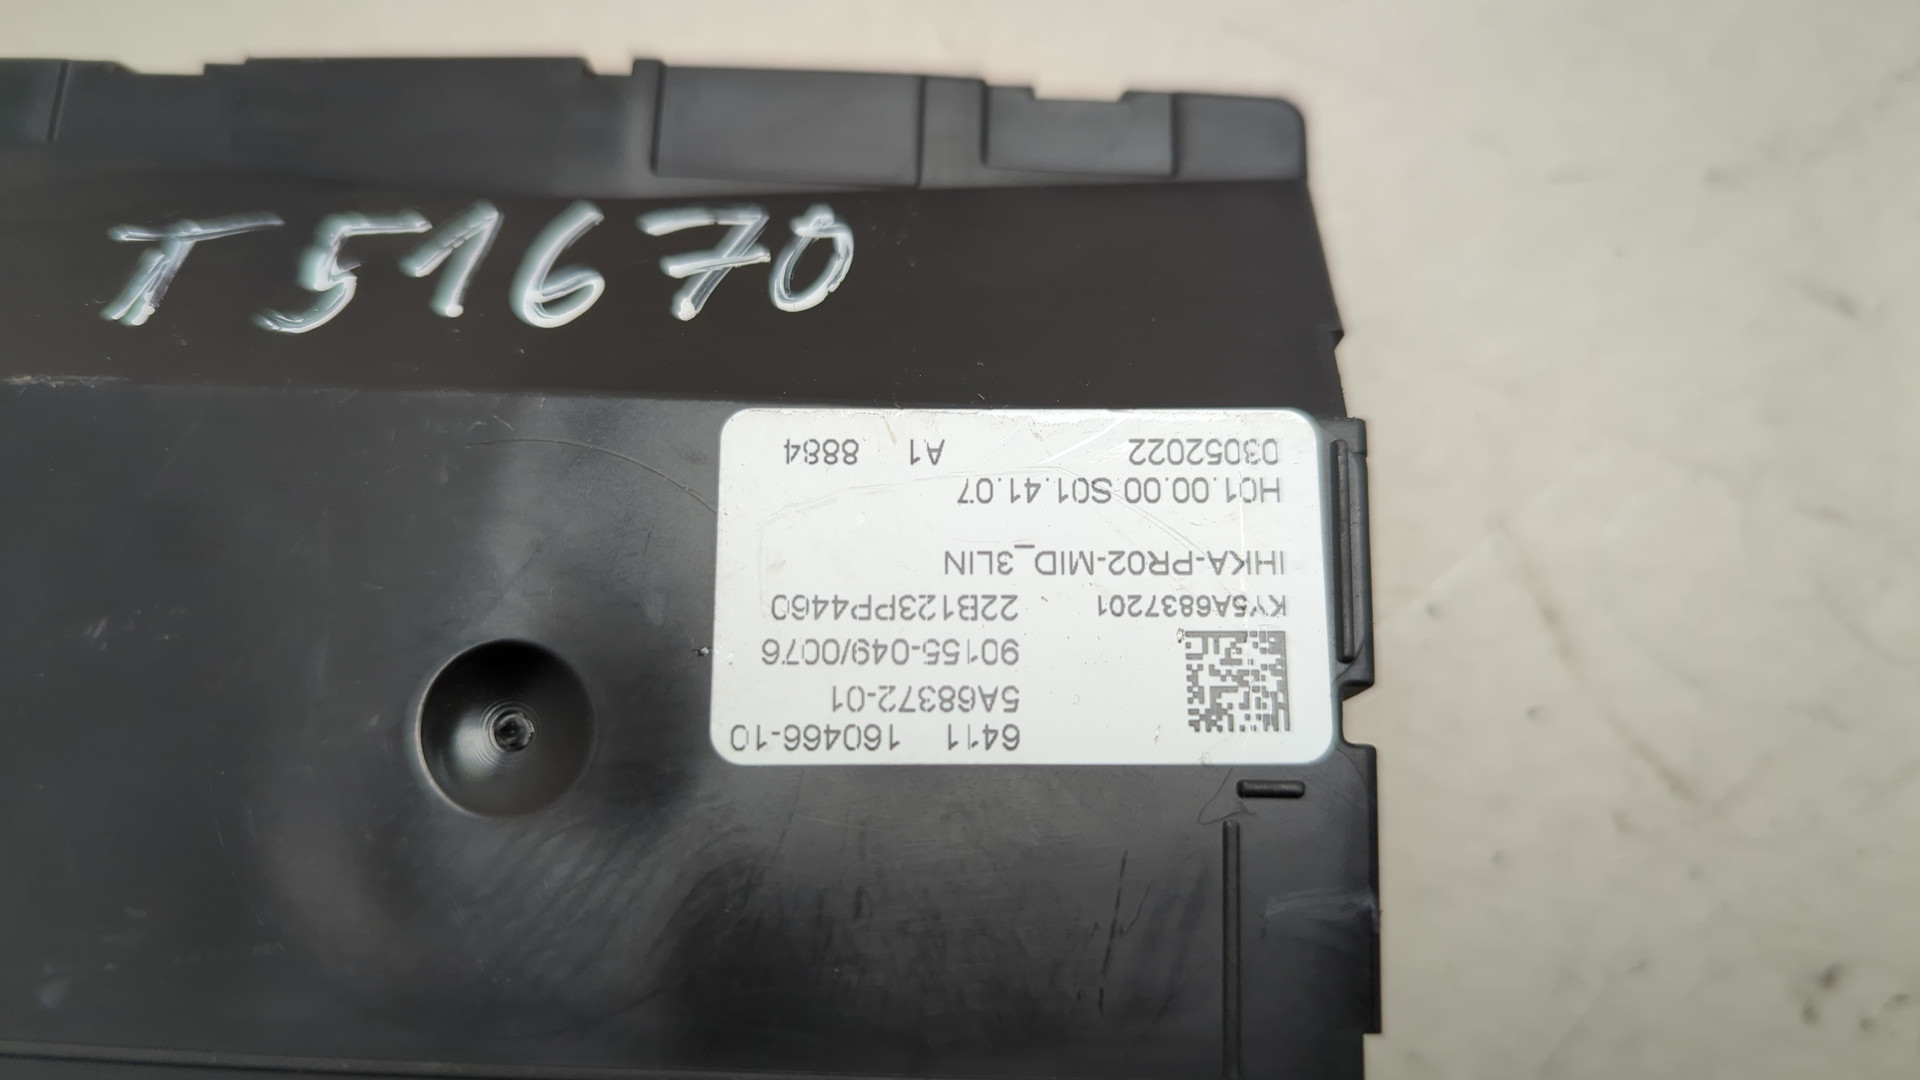 T51670
6411 160466-10
5A68372-01
90155-049/0076
KY5A6837201 22B123PP4460
IHKA-PR02-MID_3LIN
H01.00.00 S01.41.07
03052022 A1 8884